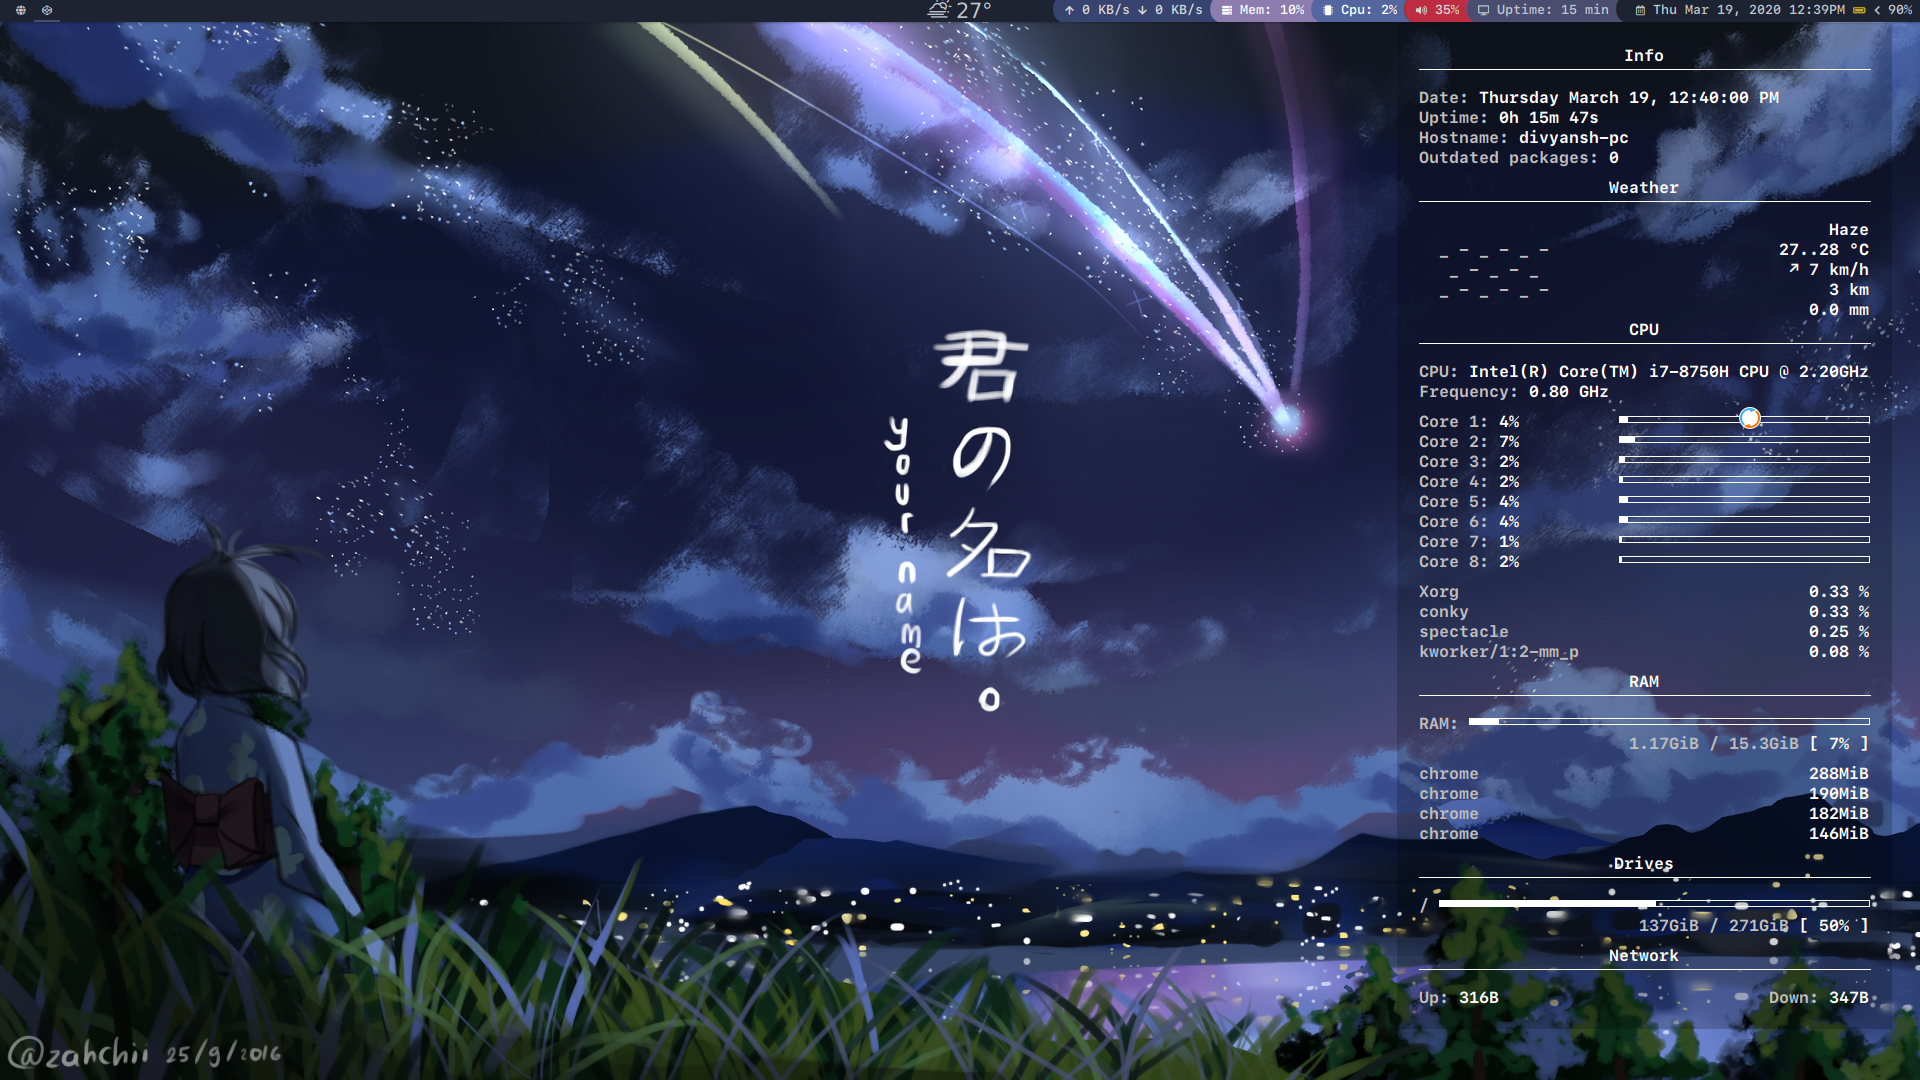 27°
↑ 0 KB/s ↓ 0 KB/s
Mem: 10%
Cpu: 2%
35%
Uptime: 15 min
Thu Mar 19, 2020 12:39PM
< 90%
君の名は。
your name
@zahchii 25/9/2016
Info
Date: Thursday March 19, 12:40:00 PM
Uptime: 0h 15m 47s
Hostname: divyansh-pc
Outdated packages: 0
Weather
Haze
27..28 °C
↗ 7 km/h
3 km
0.0 mm
CPU
CPU: Intel(R) Core(TM) i7-8750H CPU @ 2.20GHz
Frequency: 0.80 GHz
Core 1: 4%
Core 2: 7%
Core 3: 2%
Core 4: 2%
Core 5: 4%
Core 6: 4%
Core 7: 1%
Core 8: 2%
Xorg 0.33 %
conky 0.33 %
spectacle 0.25 %
kworker/1:2-mm_p 0.08 %
RAM
RAM:
1.17GiB / 15.3GiB [ 7% ]
chrome 288MiB
chrome 190MiB
chrome 182MiB
chrome 146MiB
Drives
/
137GiB / 271GiB [ 50% ]
Network
Up: 316B Down: 347B